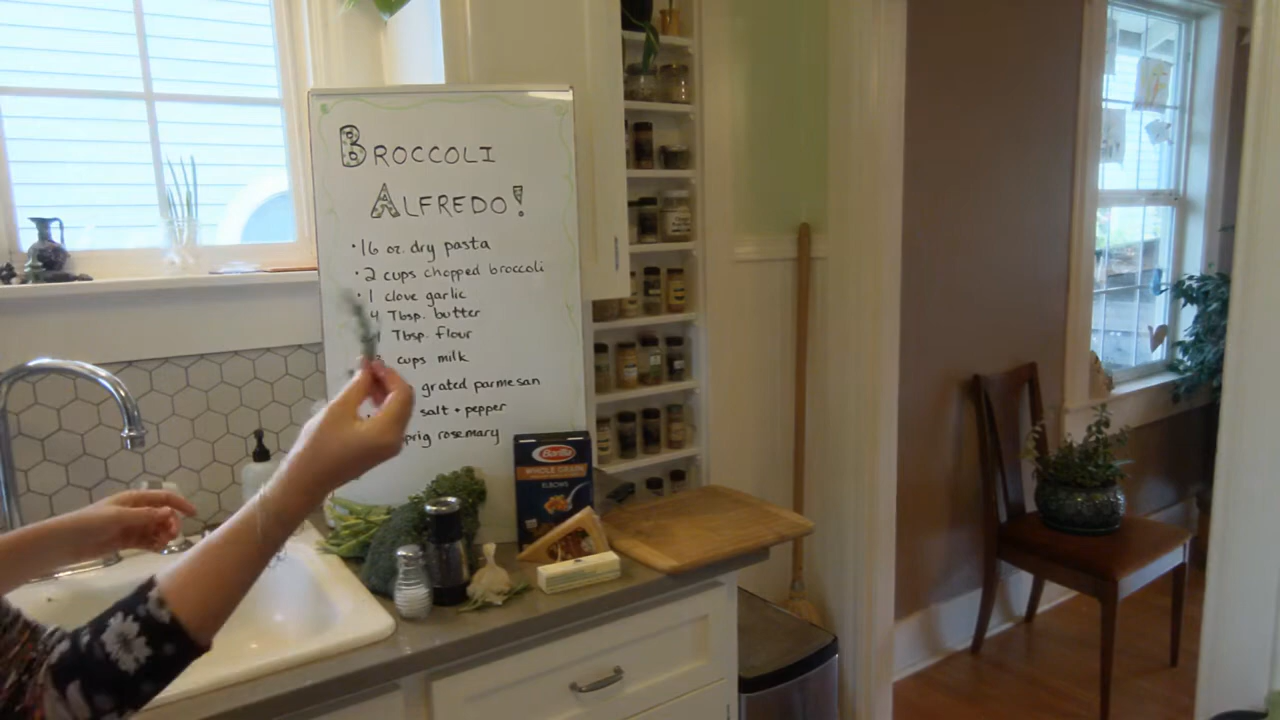 BROCCOLI
ALFREDO!
• 16 oz. dry pasta
• 2 cups chopped broccoli
• 1 clove garlic
4 Tbsp. butter
Tbsp. flour
cups milk
grated parmesan
salt + pepper
prig rosemary
Barilla
WHOLE GRAIN
ELBOWS